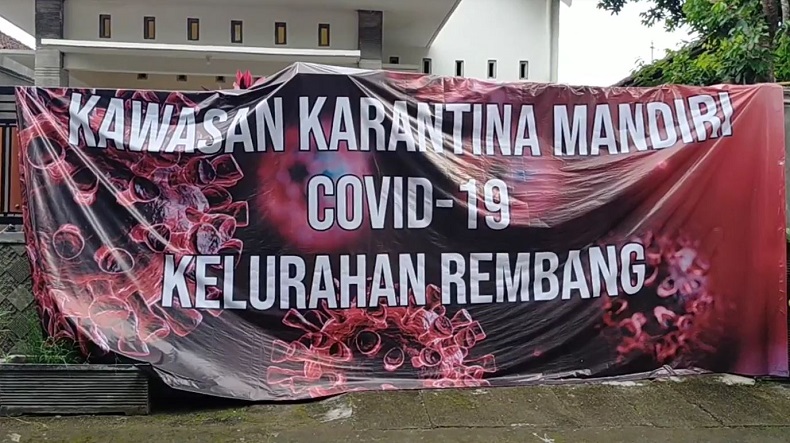 KAWASAN KARANTINA MANDIRI
COVID-19
KELURAHAN REMBANG